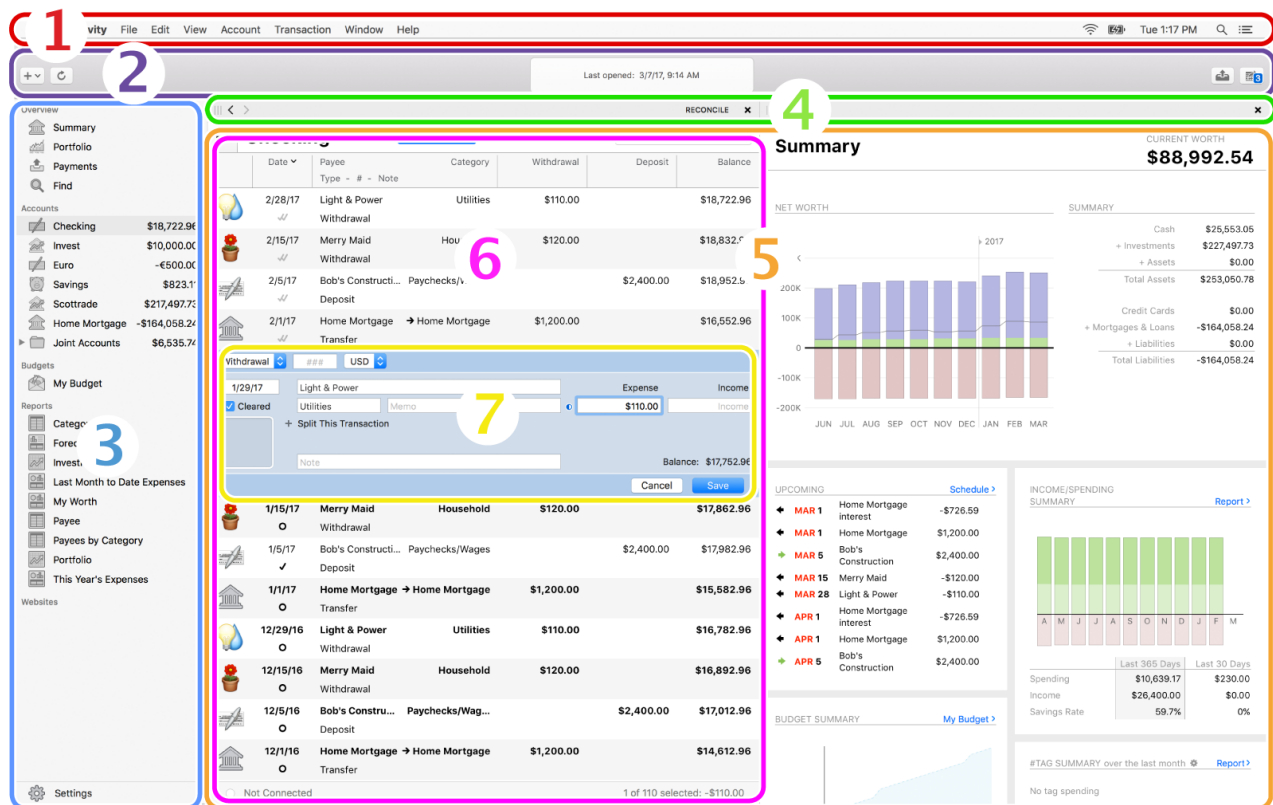 1
vity File Edit View Account Transaction Window Help
Tue 1:17 PM
2
Last opened: 3/7/17, 9:14 AM
3
4
RECONCILE
Overview
Summary
Portfolio
Payments
Find
Accounts
Checking $18,722.96
Invest $10,000.00
Euro -€500.00
Savings $823.11
Scottrade $217,497.73
Home Mortgage -$164,058.24
Joint Accounts $6,535.74
Budgets
My Budget
Reports
Categ
Forec
Invest
3
Last Month to Date Expenses
My Worth
Payee
Payees by Category
Portfolio
This Year's Expenses
Websites
Settings
Date Payee Category Withdrawal Deposit Balance
Type - # - Note
2/28/17 Light & Power Utilities $110.00 $18,722.96
Withdrawal
2/15/17 Merry Maid Hou $120.00 $18,832.9
Withdrawal
6
5
2/5/17 Bob's Constructi... Paychecks/ $2,400.00 $18,952.9
Deposit
2/1/17 Home Mortgage → Home Mortgage $1,200.00 $16,552.96
Transfer
Withdrawal ### USD
1/29/17 Light & Power Expense Income
Cleared Utilities Memo $110.00 Income
7
+ Split This Transaction
Note Balance: $17,752.96
Cancel Save
1/15/17 Merry Maid Household $120.00 $17,862.96
Withdrawal
1/5/17 Bob's Constructi... Paychecks/Wages $2,400.00 $17,982.96
Deposit
1/1/17 Home Mortgage → Home Mortgage $1,200.00 $15,582.96
Transfer
12/29/16 Light & Power Utilities $110.00 $16,782.96
Withdrawal
12/15/16 Merry Maid Household $120.00 $16,892.96
Withdrawal
12/5/16 Bob's Constru... Paychecks/Wag... $2,400.00 $17,012.96
Deposit
12/1/16 Home Mortgage → Home Mortgage $1,200.00 $14,612.96
Transfer
Not Connected 1 of 110 selected: -$110.00
Summary
CURRENT WORTH
$88,992.54
NET WORTH
2017
200K
100K
0
-100K
-200K
JUN JUL AUG SEP OCT NOV DEC JAN FEB MAR
SUMMARY
Cash $25,553.05
+ Investments $227,497.73
+ Assets $0.00
Total Assets $253,050.78
Credit Cards $0.00
+ Mortgages & Loans -$164,058.24
+ Liabilities $0.00
Total Liabilities -$164,058.24
UPCOMING Schedule >
MAR 1 Home Mortgage interest -$726.59
MAR 1 Home Mortgage $1,200.00
MAR 5 Bob's Construction $2,400.00
MAR 15 Merry Maid -$120.00
MAR 28 Light & Power -$110.00
APR 1 Home Mortgage interest -$726.59
APR 1 Home Mortgage $1,200.00
APR 5 Bob's Construction $2,400.00
INCOME/SPENDING
SUMMARY Report >
A M J J A S O N D J F M
Last 365 Days Last 30 Days
Spending $10,639.17 $230.00
Income $26,400.00 $0.00
Savings Rate 59.7% 0%
BUDGET SUMMARY My Budget >
#TAG SUMMARY over the last month Report>
No tag spending